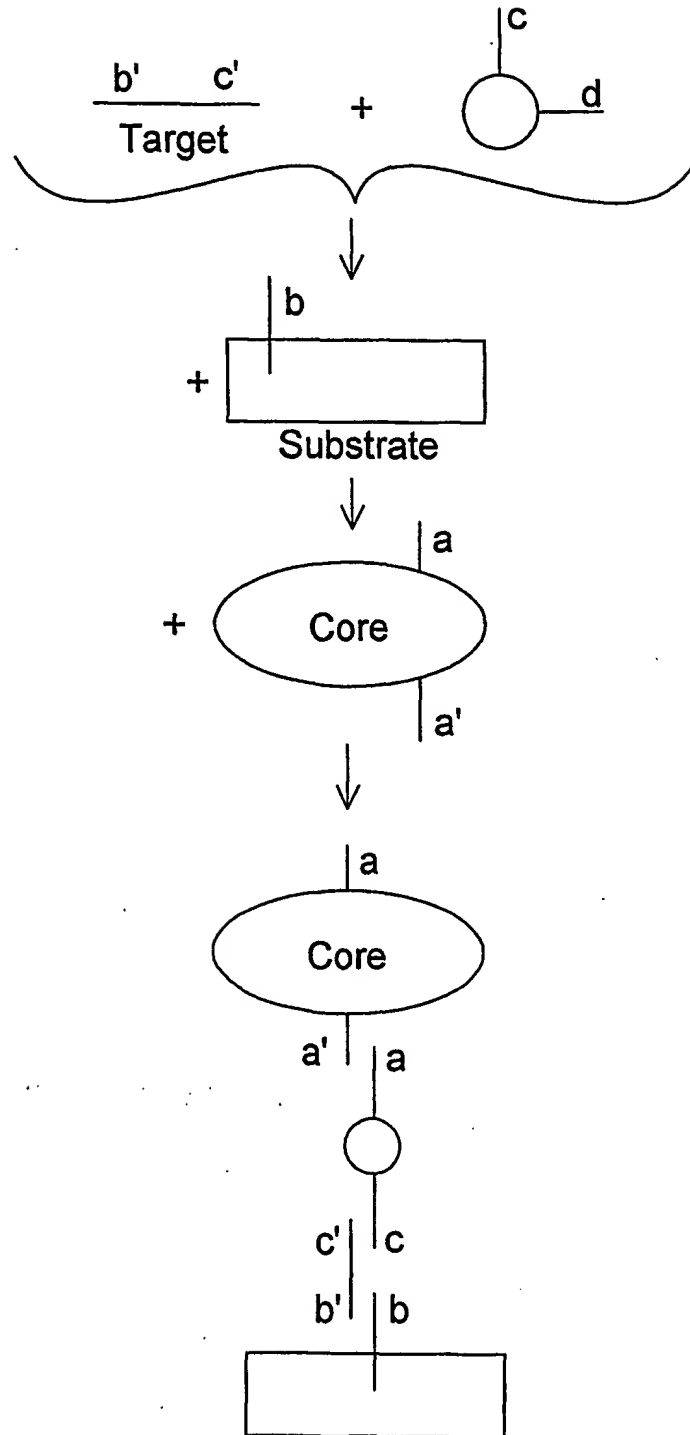 c
b' c' + d
Target
b
+
Substrate
a
+ Core
a'
a
Core
a' a
c' c
b' b